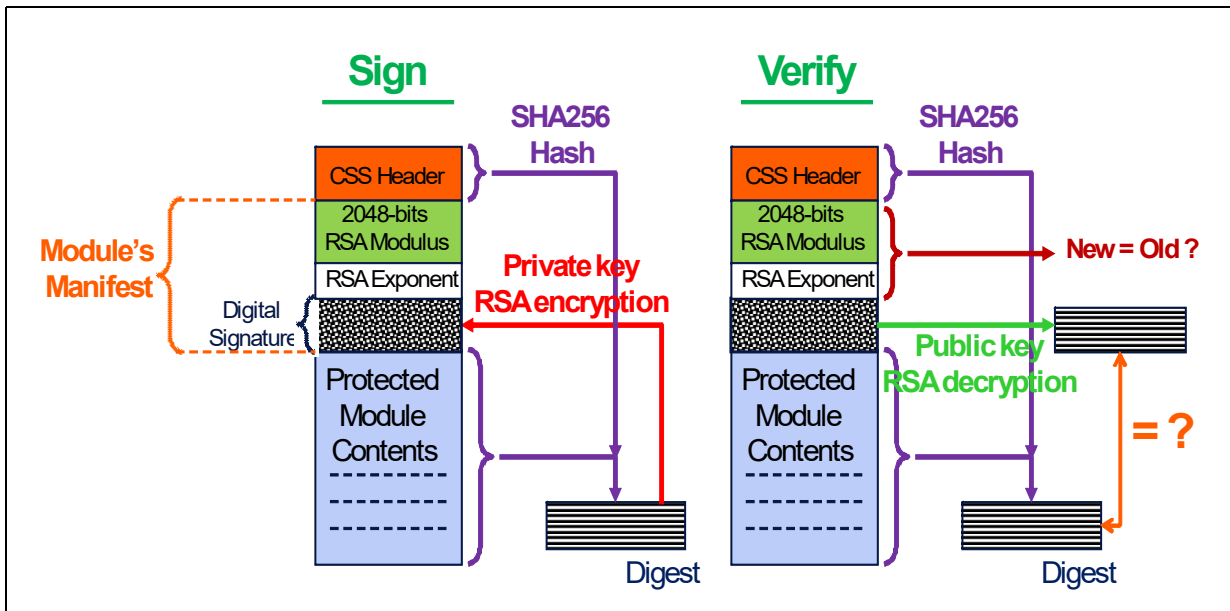 Sign
SHA256
Hash
CSS Header
2048-bits
RSA Modulus
RSA Exponent
Module's
Manifest
Digital
Signature
Private key
RSA encryption
Protected
Module
Contents
Digest
Verify
SHA256
Hash
CSS Header
2048-bits
RSA Modulus
RSA Exponent
New = Old ?
Public key
RSA decryption
Protected
Module
Contents
= ?
Digest